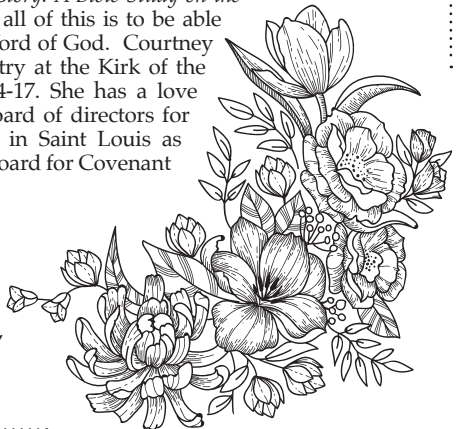 Story: A Bible Study on the
all of this is to be able
ord of God. Courtney
try at the Kirk of the
4-17. She has a love
oard of directors for
in Saint Louis as
oard for Covenant